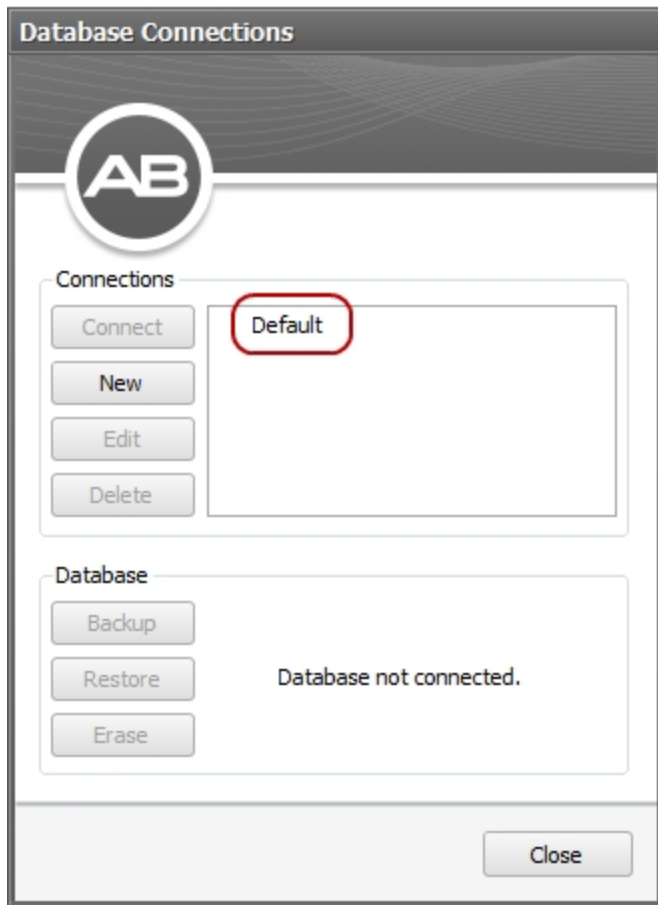 Database Connections
AB
Connections
Connect
Default
New
Edit
Delete
Database
Backup
Restore
Database not connected.
Erase
Close